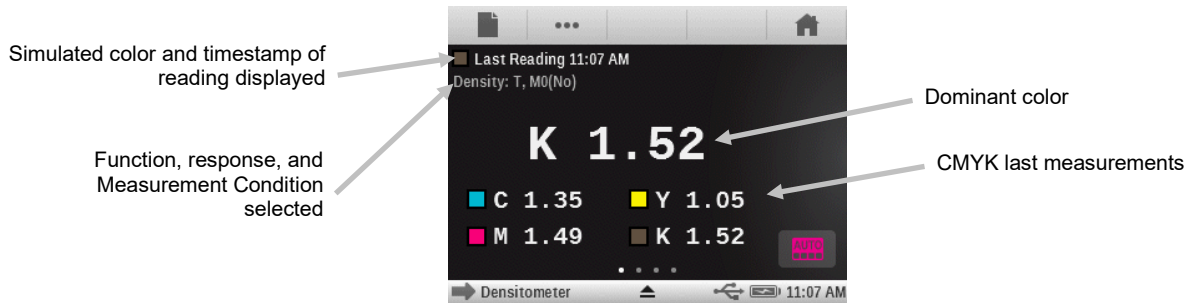 Simulated color and timestamp of
reading displayed
Function, response, and
Measurement Condition
selected
Last Reading 11:07 AM
Density: T, M0(No)
K 1.52
C 1.35
Y 1.05
M 1.49
K 1.52
AUTO
Densitometer
11:07 AM
Dominant color
CMYK last measurements